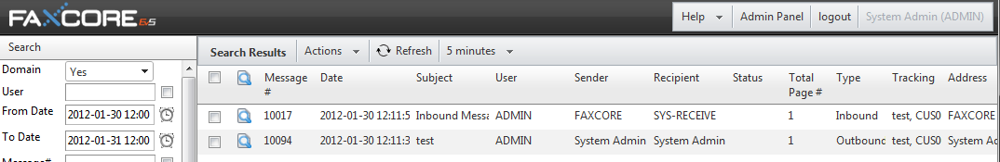 FAXCORE E&S
Help Admin Panel logout System Admin (ADMIN)
Search
Search Results Actions Refresh 5 minutes
Domain Yes
User
From Date 2012-01-30 12:00
To Date 2012-01-31 12:00
Message#
Message # Date Subject User Sender Recipient Status Total Page # Type Tracking Address
10017 2012-01-30 12:11:5 Inbound Messa ADMIN FAXCORE SYS-RECEIVE 1 Inbound test, CUS0 FAXCORE
10094 2012-01-30 12:11:3 test ADMIN System Admin System Admin 1 Outbound test, CUS0 System Ad